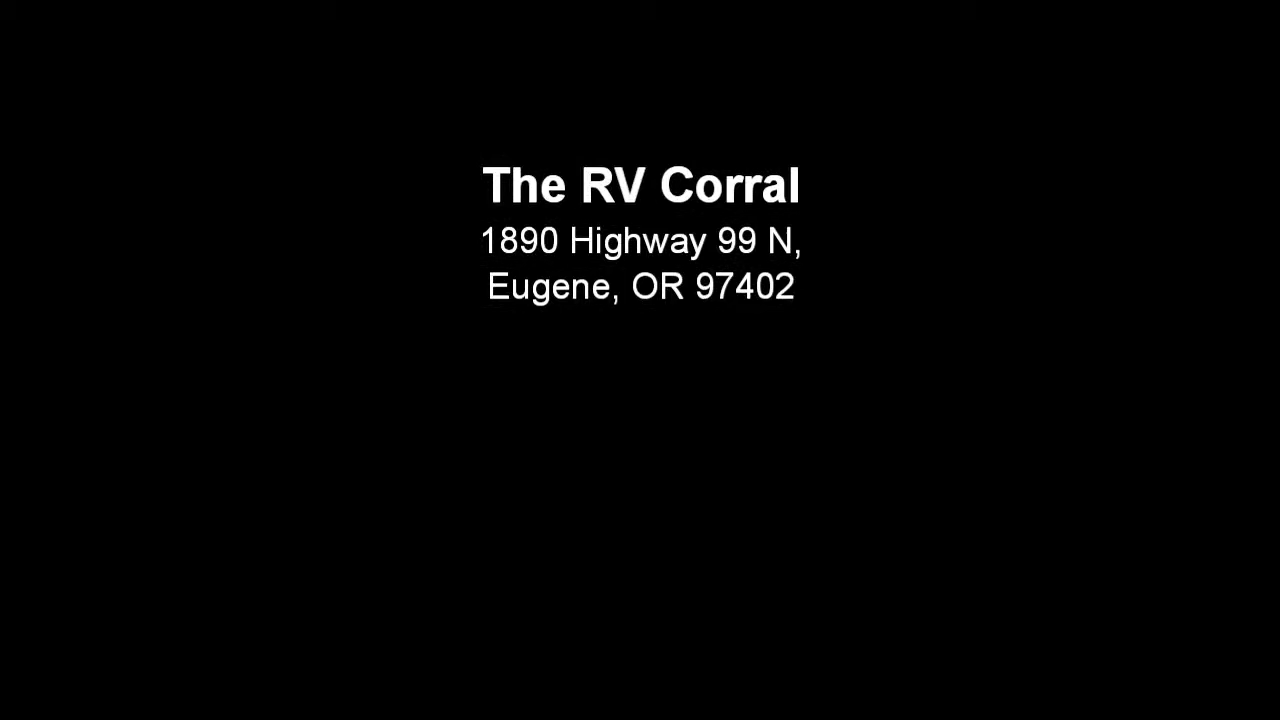 The RV Corral
1890 Highway 99 N,
Eugene, OR 97402